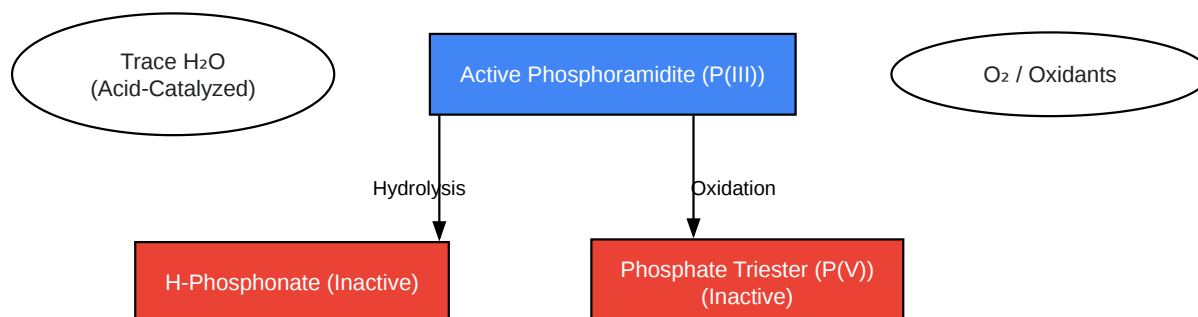 Trace H₂O
(Acid-Catalyzed)
Active Phosphoramidite (P(III))
O₂ / Oxidants
Hydrolysis
Oxidation
H-Phosphonate (Inactive)
Phosphate Triester (P(V))
(Inactive)